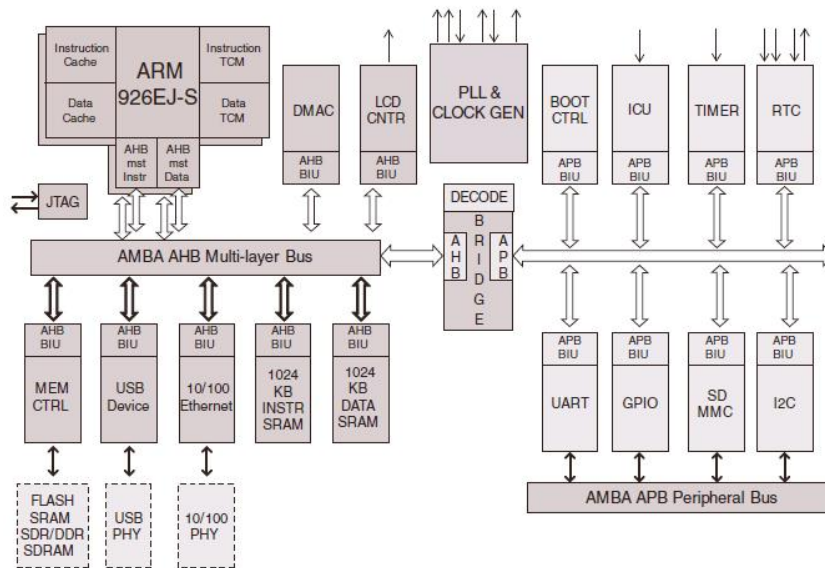 Instruction
Cache
ARM
926EJ-S
Instruction
TCM
Data
Cache
Data
TCM
AHB
mst
Instr
AHB
mst
Data
JTAG
DMAC
AHB
BIU
LCD
CNTR
AHB
BIU
PLL &
CLOCK GEN
BOOT
CTRL
APB
BIU
ICU
APB
BIU
TIMER
APB
BIU
RTC
APB
BIU
DECODE
BRIDGE
AHB
APB
AMBA AHB Multi-layer Bus
AHB
BIU
MEM
CTRL
AHB
BIU
USB
Device
AHB
BIU
10/100
Ethernet
AHB
BIU
1024
KB
INSTR
SRAM
AHB
BIU
1024
KB
DATA
SRAM
APB
BIU
UART
APB
BIU
GPIO
APB
BIU
SD
MMC
APB
BIU
I2C
AMBA APB Peripheral Bus
FLASH
SRAM
SDR/DDR
SDRAM
USB
PHY
10/100
PHY